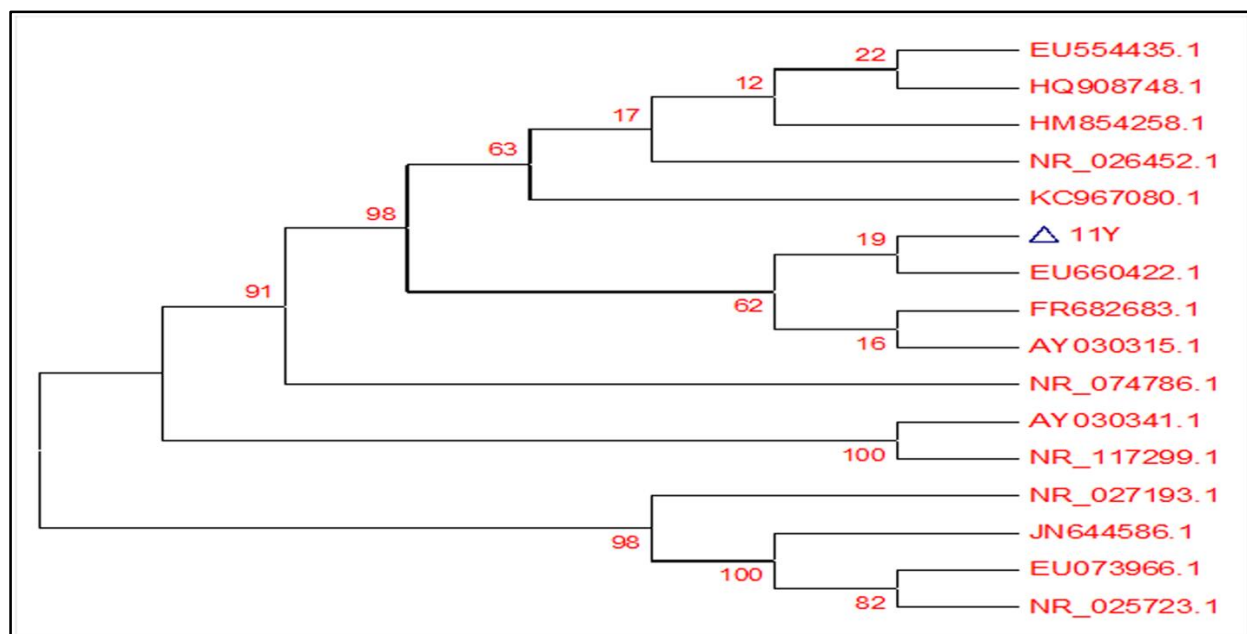 22
EU554435.1
HQ908748.1
12
HM854258.1
17
NR_026452.1
63
KC967080.1
98
19
11Y
EU660422.1
91
62
FR682683.1
16
AY030315.1
NR_074786.1
AY030341.1
100
NR_117299.1
NR_027193.1
98
JN644586.1
100
EU073966.1
82
NR_025723.1